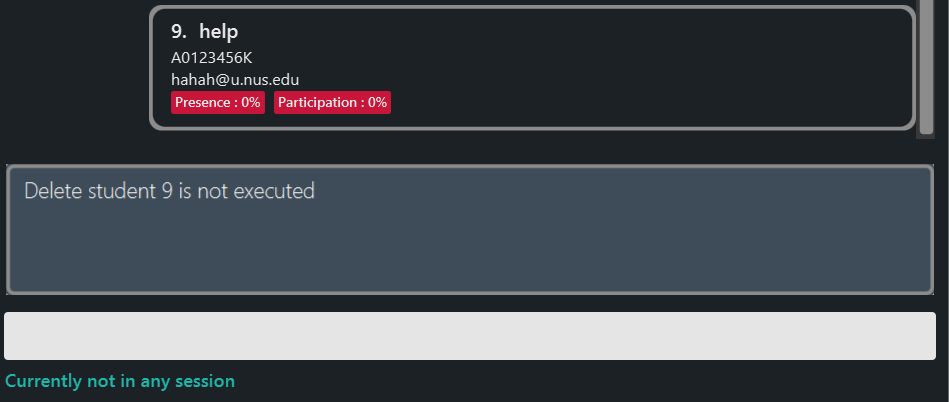 9. help
A0123456K
hahah@u.nus.edu
Presence : 0% Participation : 0%
Delete student 9 is not executed
Currently not in any session